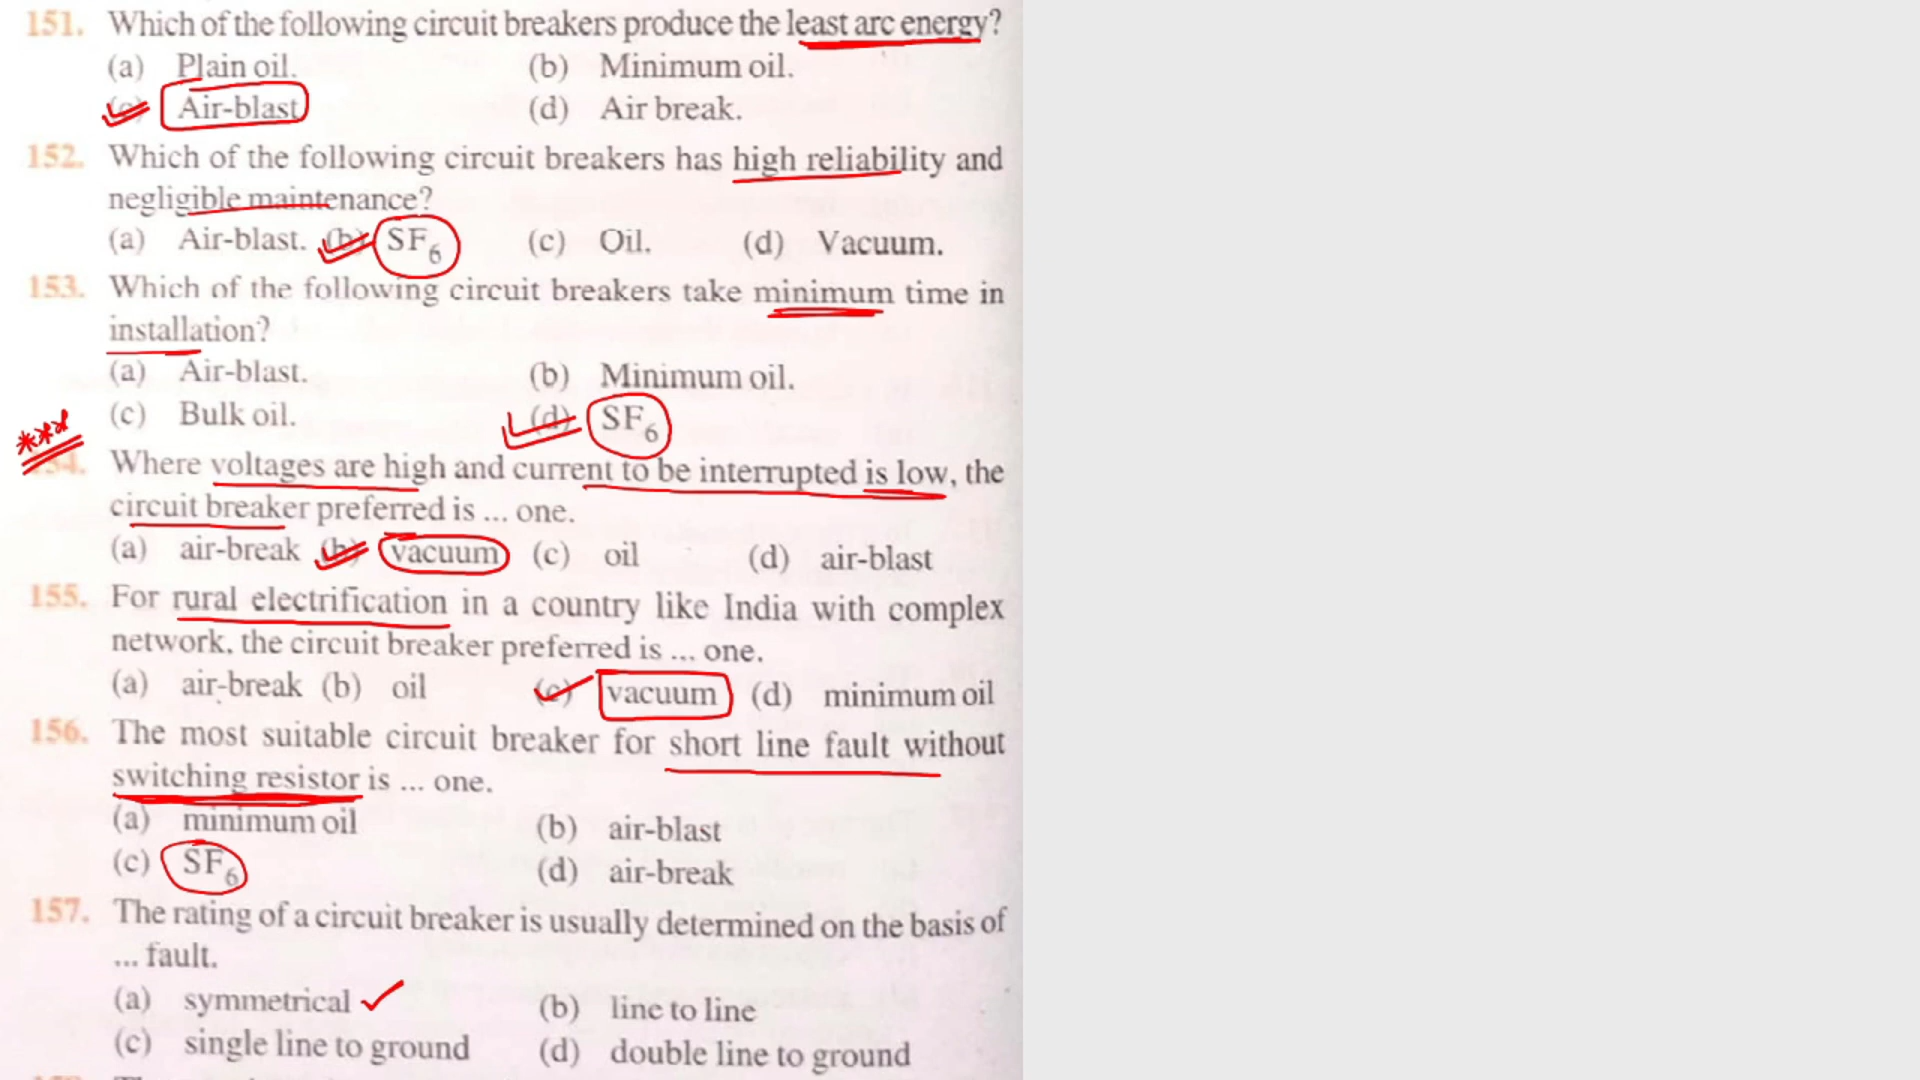 151. Which of the following circuit breakers produce the least arc energy?
(a) Plain oil. (b) Minimum oil.
(c) Air-blast (d) Air break.
152. Which of the following circuit breakers has high reliability and
negligible maintenance?
(a) Air-blast. (b) SF6 (c) Oil. (d) Vacuum.
153. Which of the following circuit breakers take minimum time in
installation?
(a) Air-blast. (b) Minimum oil.
(c) Bulk oil. (d) SF6
***
154. Where voltages are high and current to be interrupted is low, the
circuit breaker preferred is ... one.
(a) air-break (b) vacuum (c) oil (d) air-blast
155. For rural electrification in a country like India with complex
network, the circuit breaker preferred is ... one.
(a) air-break (b) oil (c) vacuum (d) minimum oil
156. The most suitable circuit breaker for short line fault without
switching resistor is ... one.
(a) minimum oil (b) air-blast
(c) SF6 (d) air-break
157. The rating of a circuit breaker is usually determined on the basis of
... fault.
(a) symmetrical (b) line to line
(c) single line to ground (d) double line to ground